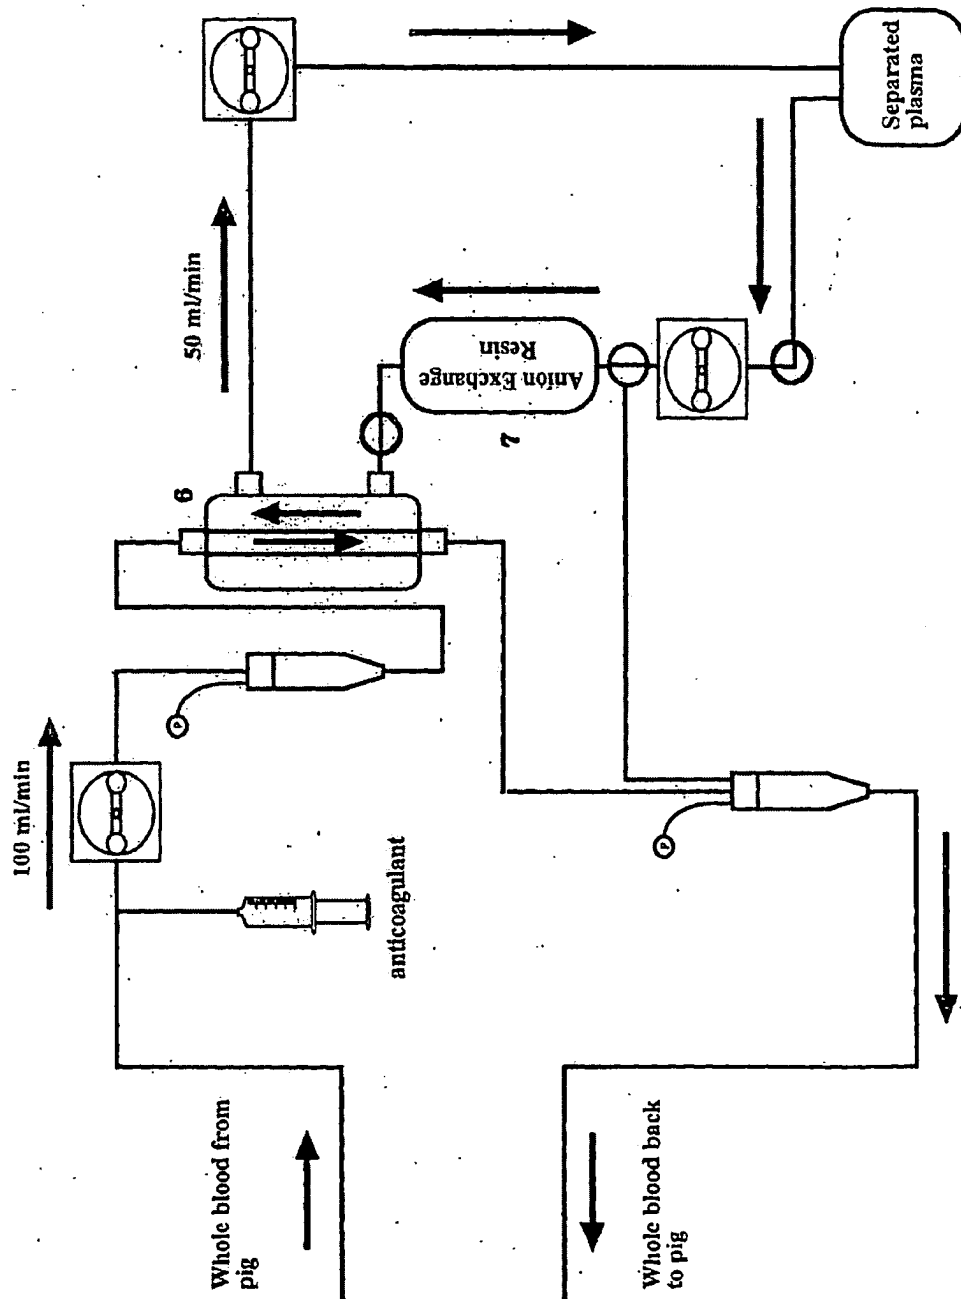 Whole blood from
pig
100 ml/min
anticoagulant
P
6
50 ml/min
7
Anion Exchange
Resin
Separated
plasma
P
Whole blood back
to pig